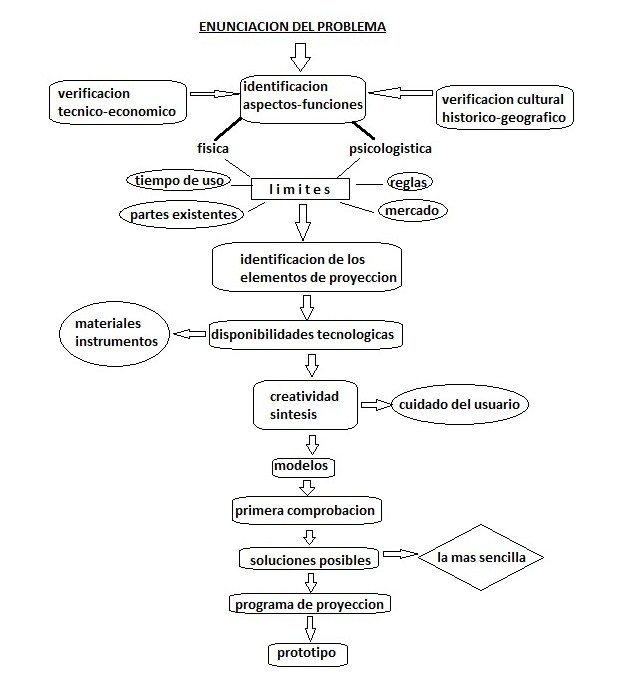 ENUNCIACION DEL PROBLEMA
verificacion
tecnico-economico
identificacion
aspectos-funciones
verificacion cultural
historico-geografico
fisica
psicologistica
tiempo de uso
limites
reglas
partes existentes
mercado
identificacion de los
elementos de proyeccion
materiales
instrumentos
disponibilidades tecnologicas
creatividad
sintesis
cuidado del usuario
modelos
primera comprobacion
soluciones posibles
la mas sencilla
programa de proyeccion
prototipo